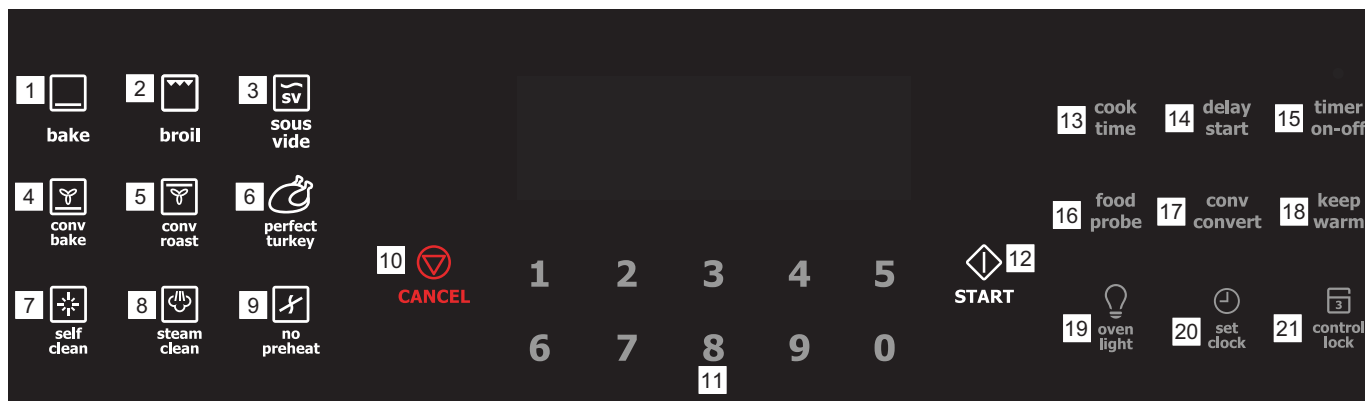 1
bake
2
broil
3
sv
sous
vide
4
conv
bake
5
conv
roast
6
perfect
turkey
7
self
clean
8
steam
clean
9
no
preheat
10
CANCEL
1 2 3 4 5
6 7 8 9 0
11
12
START
13
cook
time
14
delay
start
15
timer
on-off
16
food
probe
17
conv
convert
18
keep
warm
19
oven
light
20
set
clock
21
3
control
lock